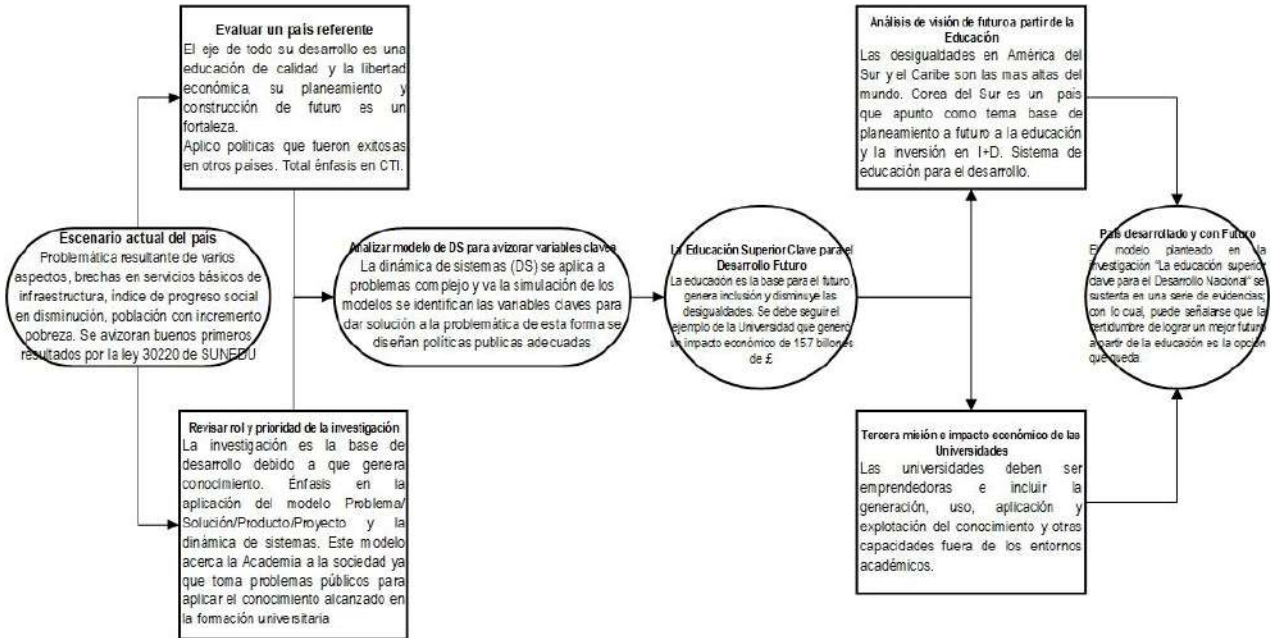 Evaluar un país referente
El eje de todo su desarrollo es una
educación de calidad y la libertad
económica, su planeamiento y
construcción de futuro es un
fortaleza.
Aplico políticas que fueron exitosas
en otros países. Total énfasis en CTI.
Escenario actual del país
Problemática resultante de varios
aspectos, brechas en servicios básicos de
infraestructura, índice de progreso social
en disminución, población con incremento
pobreza. Se avizoran buenos primeros
resultados por la ley 30220 de SUNEDU
Revisar rol y prioridad de la investigación
La investigación es la base de
desarrollo debido a que genera
conocimiento. Énfasis en la
aplicación del modelo Problema/
Solución/Producto/Proyecto y la
dinámica de sistemas. Este modelo
acerca la Academia a la sociedad ya
que toma problemas públicos para
aplicar el conocimiento alcanzado en
la formación universitaria
Analizar modelo de DS para avizorar variables claves
La dinámica de sistemas (DS) se aplica a
problemas complejo y va la simulación de los
modelos se identifican las variables claves para
dar solución a la problemática de esta forma se
diseñan políticas publicas adecuadas
La Educación Superior Clave para el
Desarrollo Futuro
La educación es la base para el futuro,
genera inclusión y disminuye las
desigualdades. Se debe seguir el
ejemplo de la Universidad que generó
un impacto económico de 15.7 billones
de £
Análisis de visión de futuro a partir de la
Educación
Las desigualdades en América del
Sur y el Caribe son las mas altas del
mundo. Corea del Sur es un país
que apunto como tema base de
planeamiento a futuro a la educación
y la inversión en I+D. Sistema de
educación para el desarrollo.
Tercera misión e impacto económico de las
Universidades
Las universidades deben ser
emprendedoras e incluir la
generación, uso, aplicación y
explotación del conocimiento y otras
capacidades fuera de los entornos
académicos.
País desarrollado y con Futuro
El modelo planteado en la
investigación "La educación superior
clave para el Desarrollo Nacional" se
sustenta en una serie de evidencias;
con lo cual, puede señalarse que la
certidumbre de lograr un mejor futuro
a partir de la educación es la opción
que queda.